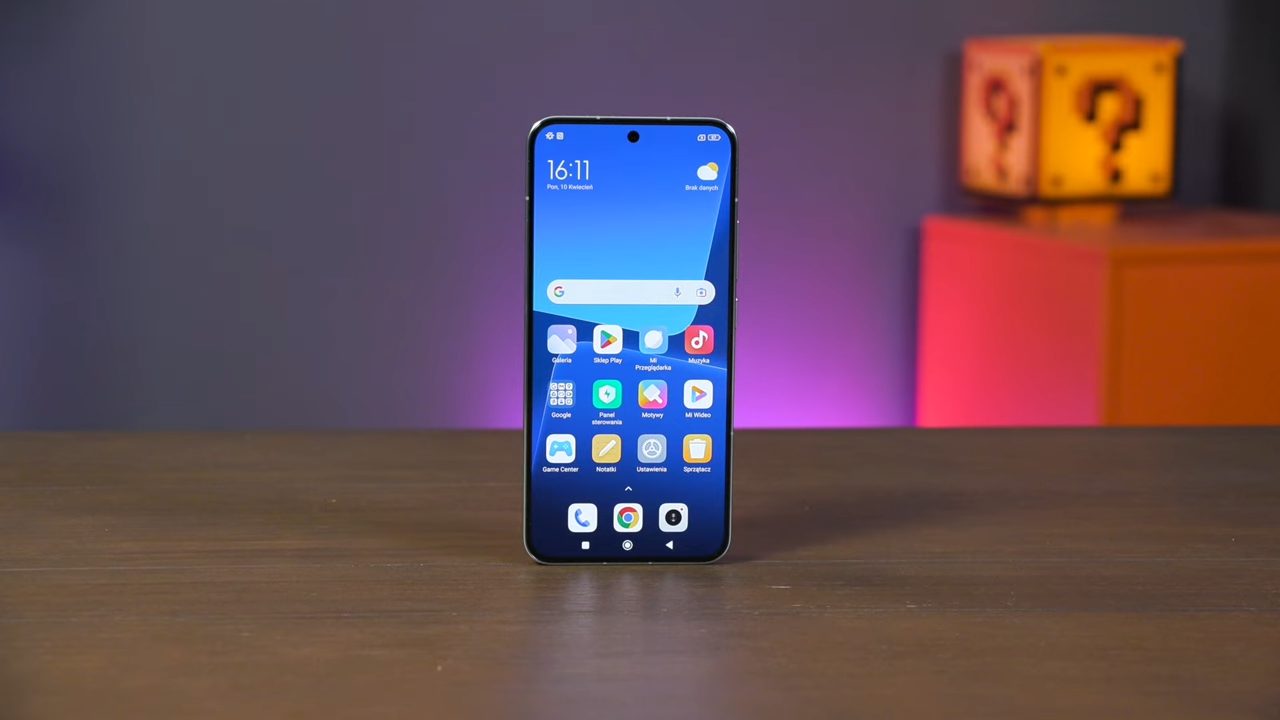 16:11
Pon, 10 Kwiecień
Brak danych
Galeria
Sklep Play
Mi
Przeglądarka
Muzyka
Google
Panel
sterowania
Motywy
Mi Wideo
Game Center
Notatki
Ustawienia
Sprzątacz
? ?